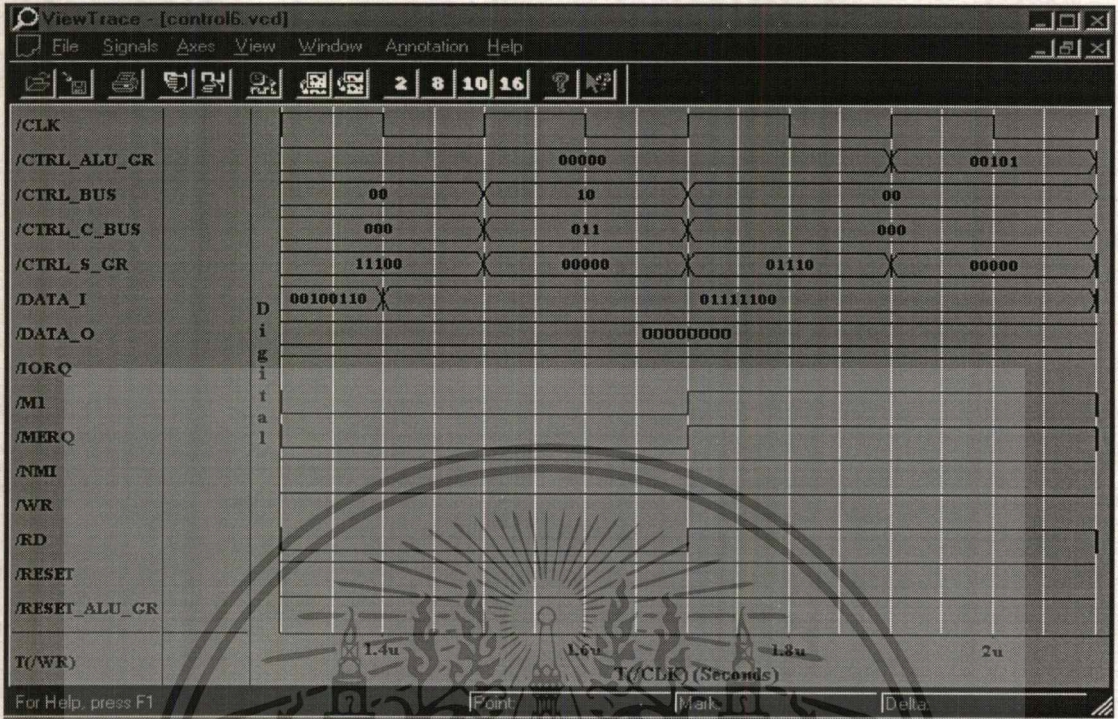 ViewTrace - [control6.vcd]
File Signals Axes View Window Annotation Help
2 8 10 16
/CLK
/CTRL_ALU_GR 00000 00101
/CTRL_BUS 00 10 00
/CTRL_C_BUS 000 011 000
/CTRL_S_GR 11100 00000 01110 00000
/DATA_I 00100110 01111100
/DATA_O 00000000
/IORQ
/M1
/MERQ
/NMI
/WR
/RD
/RESET
/RESET_ALU_GR
Digital
T(/WR) 1.4u 1.6u 1.8u 2u
T(/CLK) (Seconds)
For Help, press F1 Point: Mark: Delta: